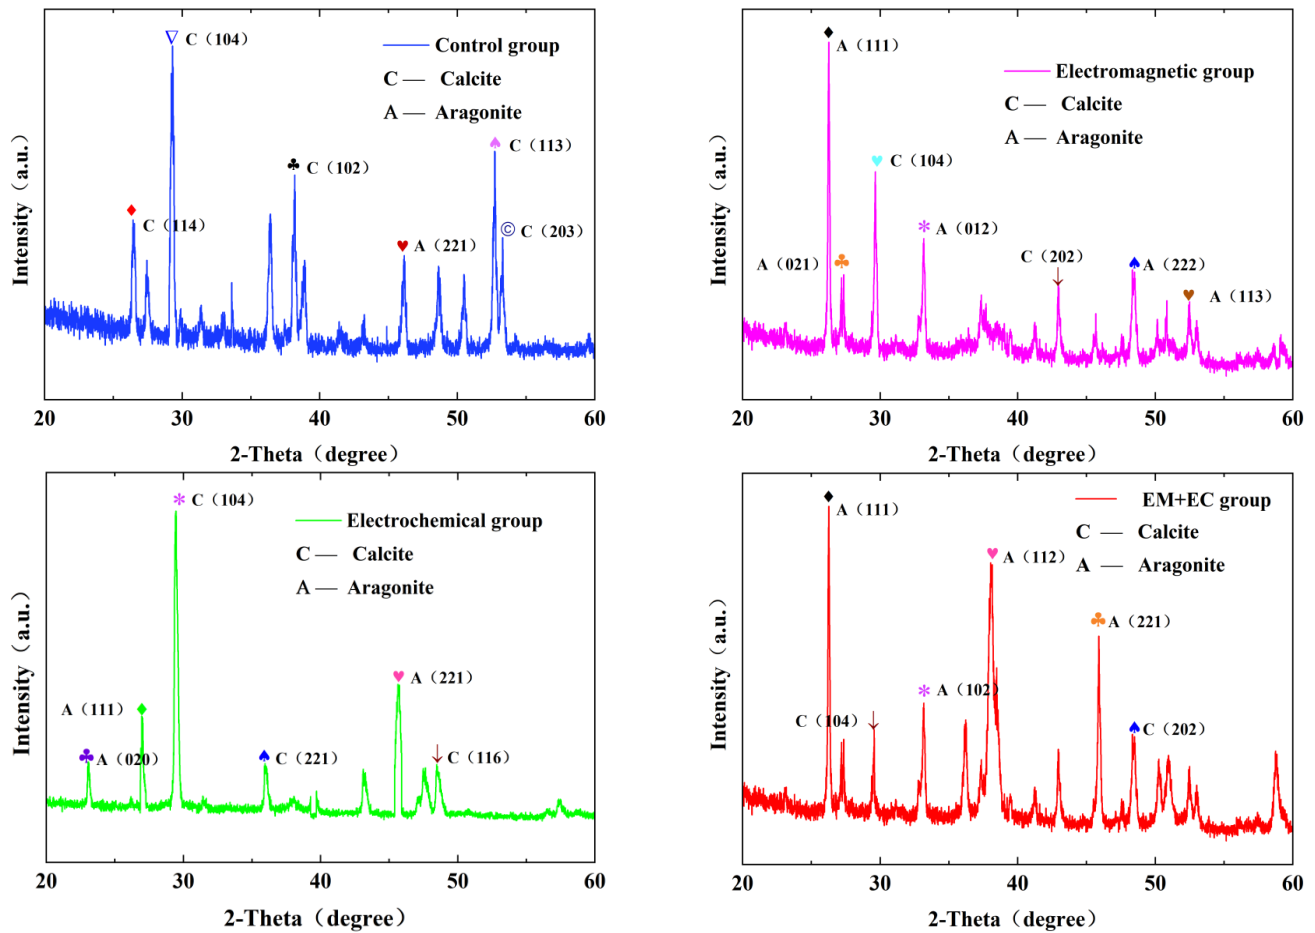 C（104）
Control group
C — Calcite
A — Aragonite
C（113）
C（102）
C（114）
A（221）
© C（203）
Intensity（a.u.）
20 30 40 50 60
2-Theta（degree）
A（111）
Electromagnetic group
C — Calcite
A — Aragonite
C（104）
A（012）
A（021）
C（202）
A（222）
A（113）
Intensity（a.u.）
20 30 40 50 60
2-Theta（degree）
C（104）
Electrochemical group
C — Calcite
A — Aragonite
A（221）
A（111）
A（020）
C（221）
C（116）
Intensity（a.u.）
20 30 40 50 60
2-Theta（degree）
A（111）
EM+EC group
C — Calcite
A — Aragonite
A（112）
A（221）
A（102）
C（104）
C（202）
Intensity（a.u.）
20 30 40 50 60
2-Theta（degree）